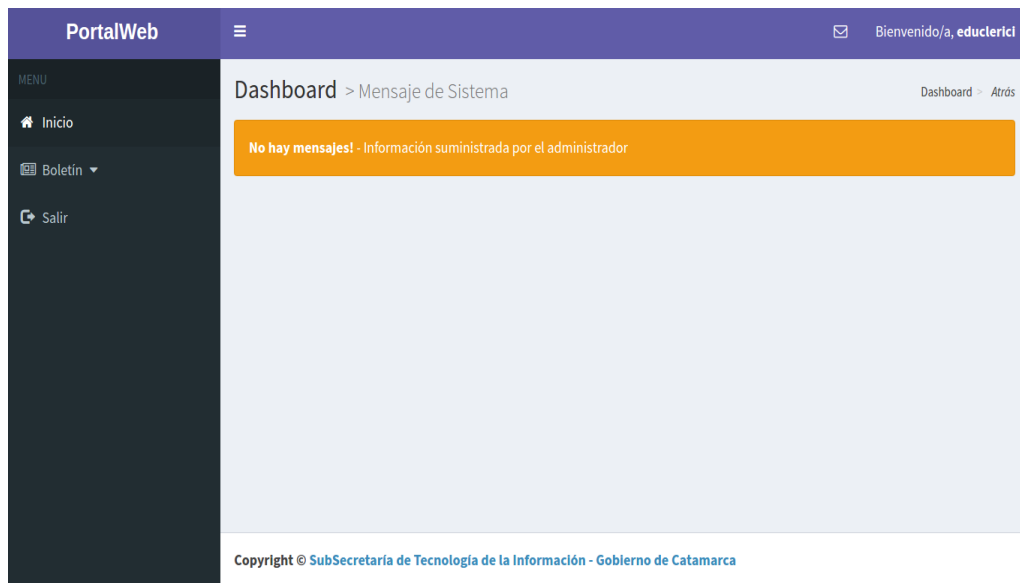 PortalWeb
Bienvenido/a, educlerici
MENU
Inicio
Boletín
Salir
Dashboard > Mensaje de Sistema
Dashboard > Atrás
No hay mensajes! - Información suministrada por el administrador
Copyright © SubSecretaría de Tecnología de la Información - Gobierno de Catamarca